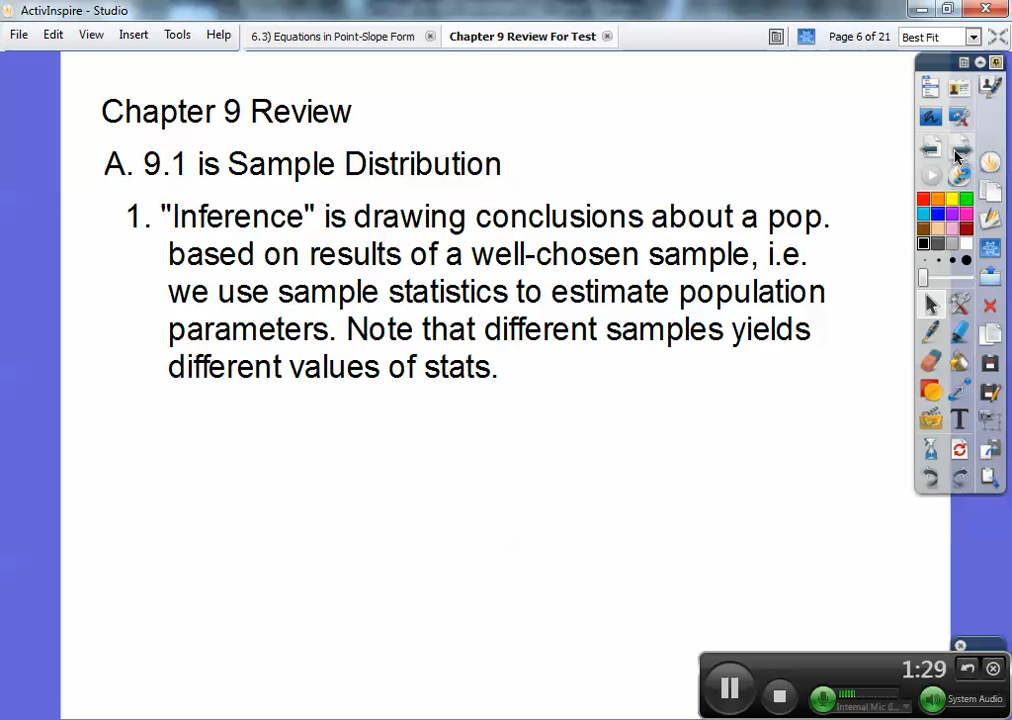 ActivInspire - Studio
File Edit View Insert Tools Help
6.3) Equations in Point-Slope Form
Chapter 9 Review For Test
Page 6 of 21
Best Fit
Chapter 9 Review
A. 9.1 is Sample Distribution
1. "Inference" is drawing conclusions about a pop.
based on results of a well-chosen sample, i.e.
we use sample statistics to estimate population
parameters. Note that different samples yields
different values of stats.
T
1:29
Internal Mic (I...
System Audio